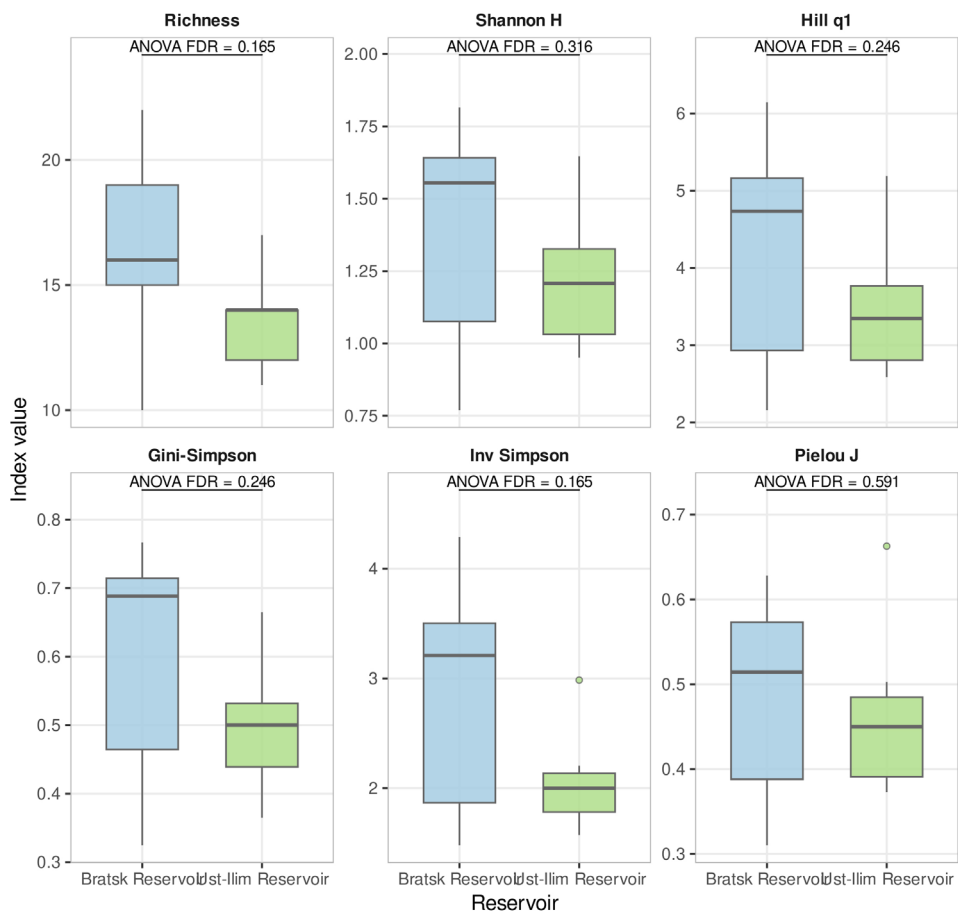 Richness
Shannon H
Hill q1
ANOVA FDR = 0.165
ANOVA FDR = 0.316
ANOVA FDR = 0.246
20
15
10
2.00
1.75
1.50
1.25
1.00
0.75
6
5
4
3
2
Index value
Gini-Simpson
Inv Simpson
Pielou J
ANOVA FDR = 0.246
ANOVA FDR = 0.165
ANOVA FDR = 0.591
0.8
0.7
0.6
0.5
0.4
0.3
4
3
2
0.7
0.6
0.5
0.4
0.3
Bratsk Reservoir Ust-Ilim Reservoir
Bratsk Reservoir Ust-Ilim Reservoir
Bratsk Reservoir Ust-Ilim Reservoir
Reservoir